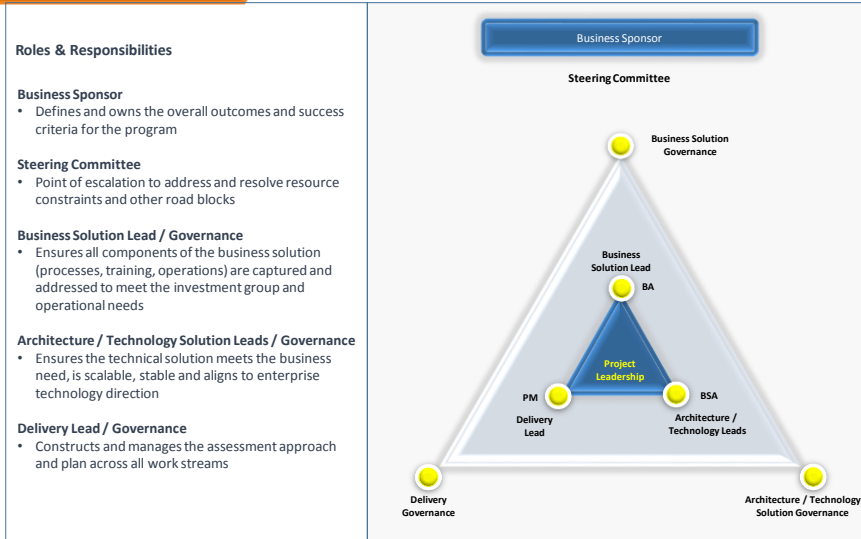 Roles & Responsibilities
Business Sponsor
• Defines and owns the overall outcomes and success
criteria for the program
Steering Committee
• Point of escalation to address and resolve resource
constraints and other road blocks
Business Solution Lead / Governance
• Ensures all components of the business solution
(processes, training, operations) are captured and
addressed to meet the investment group and
operational needs
Architecture / Technology Solution Leads / Governance
• Ensures the technical solution meets the business
need, is scalable, stable and aligns to enterprise
technology direction
Delivery Lead / Governance
• Constructs and manages the assessment approach
and plan across all work streams
Business Sponsor
Steering Committee
Business Solution
Governance
Business
Solution Lead
BA
Project
Leadership
PM
BSA
Delivery
Lead
Architecture /
Technology Leads
Delivery
Governance
Architecture / Technology
Solution Governance